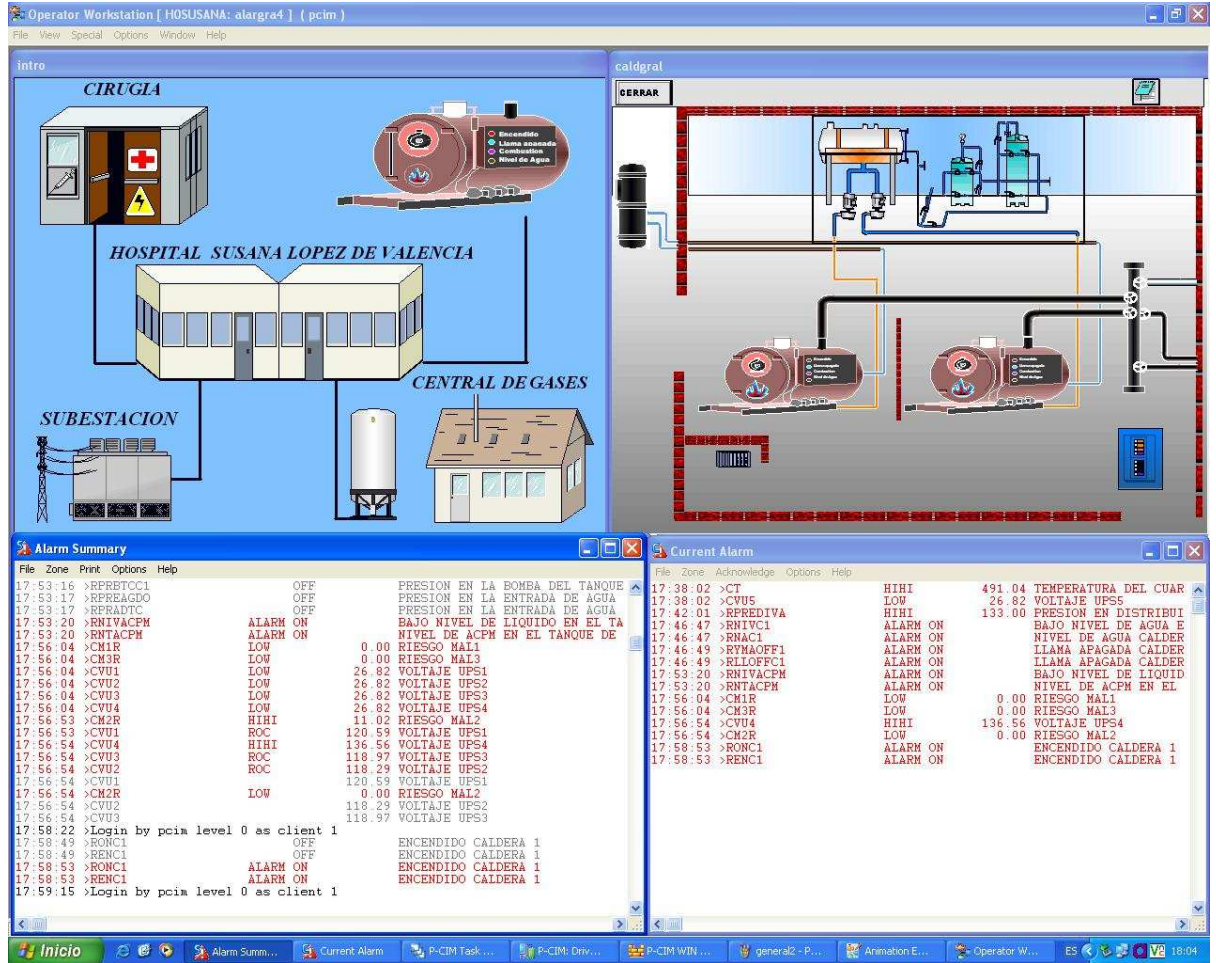 Operator Workstation [ H0SUSANA: alargra4 ] ( pcim )
File View Special Options Window Help
intro
CIRUGIA
Encendido
Llama apagada
Combustion
Nivel de Agua
HOSPITAL SUSANA LOPEZ DE VALENCIA
CENTRAL DE GASES
SUBESTACION
caldgral
CERRAR
Encendido
Llama apagada
Combustion
Nivel de Agua
Encendido
Llama apagada
Combustion
Nivel de Agua
Alarm Summary
File Zone Print Options Help
17:53:16 >RPRBTCC1 OFF PRESION EN LA BOMBA DEL TANQUE
17:53:17 >RPREAGDO OFF PRESION EN LA ENTRADA DE AGUA
17:53:17 >RPRADTC OFF PRESION EN LA ENTRADA DE AGUA
17:53:20 >RNIVACPM ALARM ON BAJO NIVEL DE LIQUIDO EN EL TA
17:53:20 >RNTACPM ALARM ON NIVEL DE ACPM EN EL TANQUE DE
17:56:04 >CM1R LOW 0.00 RIESGO MAL1
17:56:04 >CM3R LOW 0.00 RIESGO MAL3
17:56:04 >CVU1 LOW 26.82 VOLTAJE UPS1
17:56:04 >CVU2 LOW 26.82 VOLTAJE UPS2
17:56:04 >CVU3 LOW 26.82 VOLTAJE UPS3
17:56:04 >CVU4 LOW 26.82 VOLTAJE UPS4
17:56:53 >CM2R HIHI 11.02 RIESGO MAL2
17:56:53 >CVU1 ROC 120.59 VOLTAJE UPS1
17:56:54 >CVU4 HIHI 136.56 VOLTAJE UPS4
17:56:54 >CVU3 ROC 118.97 VOLTAJE UPS3
17:56:54 >CVU2 ROC 118.29 VOLTAJE UPS2
17:56:54 >CVU1 120.59 VOLTAJE UPS1
17:56:54 >CM2R LOW 0.00 RIESGO MAL2
17:56:54 >CVU2 118.29 VOLTAJE UPS2
17:56:54 >CVU3 118.97 VOLTAJE UPS3
17:58:22 >Login by pcim level 0 as client 1
17:58:49 >RONC1 OFF ENCENDIDO CALDERA 1
17:58:49 >RENC1 OFF ENCENDIDO CALDERA 1
17:58:53 >RONC1 ALARM ON ENCENDIDO CALDERA 1
17:58:53 >RENC1 ALARM ON ENCENDIDO CALDERA 1
17:59:15 >Login by pcim level 0 as client 1
Current Alarm
File Zone Acknowledge Options Help
17:38:02 >CT HIHI 491.04 TEMPERATURA DEL CUAR
17:38:02 >CVU5 LOW 26.82 VOLTAJE UPS5
17:42:01 >RPREDIVA HIHI 133.00 PRESION EN DISTRIBUI
17:46:47 >RNIVC1 ALARM ON BAJO NIVEL DE AGUA E
17:46:47 >RNAC1 ALARM ON NIVEL DE AGUA CALDER
17:46:49 >RYMAOFF1 ALARM ON LLAMA APAGADA CALDER
17:46:49 >RLLOFFC1 ALARM ON LLAMA APAGADA CALDER
17:53:20 >RNIVACPM ALARM ON BAJO NIVEL DE LIQUID
17:53:20 >RNTACPM ALARM ON NIVEL DE ACPM EN EL
17:56:04 >CM1R LOW 0.00 RIESGO MAL1
17:56:04 >CM3R LOW 0.00 RIESGO MAL3
17:56:54 >CVU4 HIHI 136.56 VOLTAJE UPS4
17:56:54 >CM2R LOW 0.00 RIESGO MAL2
17:58:53 >RONC1 ALARM ON ENCENDIDO CALDERA 1
17:58:53 >RENC1 ALARM ON ENCENDIDO CALDERA 1
Inicio Alarm Summ... Current Alarm P-CIM Task ... P-CIM: Driv... P-CIM WIN ... general2 - P... Animation E... Operator W... ES 18:04